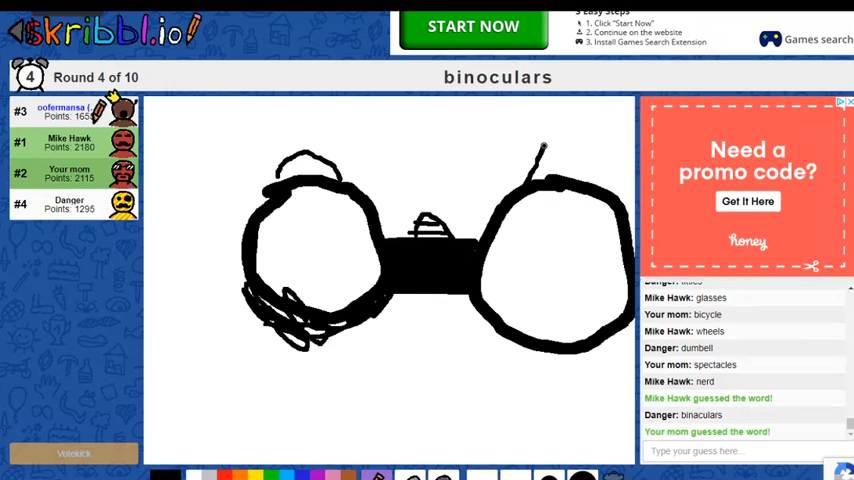 skribbl.io
START NOW
1. Click "Start Now"
2. Continue on the website
3. Install Games Search Extension
Games search
4
Round 4 of 10
binoculars
#3
oofermansa (
Points: 165
#1
Mike Hawk
Points: 2180
#2
Your mom
Points: 2115
#4
Danger
Points: 1295
Need a
promo code?
Get It Here
honey
Mike Hawk: glasses
Your mom: bicycle
Mike Hawk: wheels
Danger: dumbell
Your mom: spectacles
Mike Hawk: nerd
Mike Hawk guessed the word!
Danger: binaculars
Your mom guessed the word!
Type your guess here...
Votekick